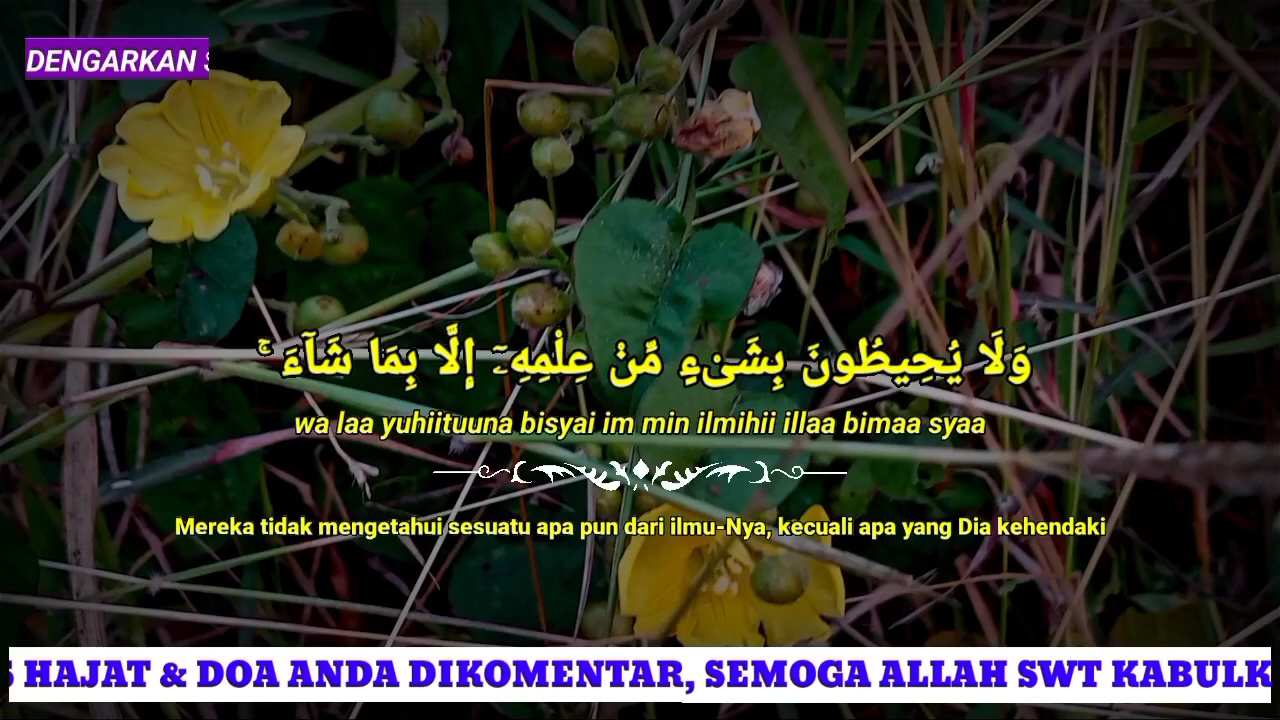 DENGARKAN
وَلَا يُحِيطُونَ بِشَىْءٍ مِّنْ عِلْمِهِۦٓ إِلَّا بِمَا شَآءَ ۚ
wa laa yuhiituuna bisyai im min ilmihii illaa bimaa syaa
Mereka tidak mengetahui sesuatu apa pun dari ilmu-Nya, kecuali apa yang Dia kehendaki
HAJAT & DOA ANDA DIKOMENTAR, SEMOGA ALLAH SWT KABULK